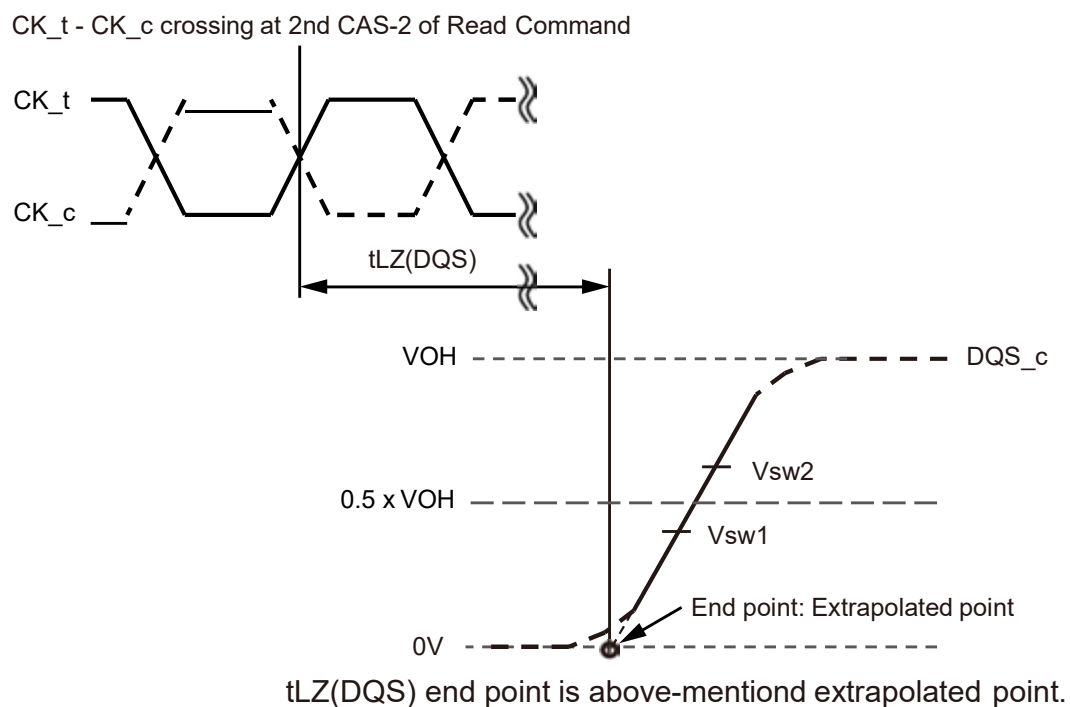 CK_t - CK_c crossing at 2nd CAS-2 of Read Command
CK_t
CK_c
tLZ(DQS)
VOH
DQS_c
Vsw2
0.5 x VOH
Vsw1
End point: Extrapolated point
0V
tLZ(DQS) end point is above-mentiond extrapolated point.